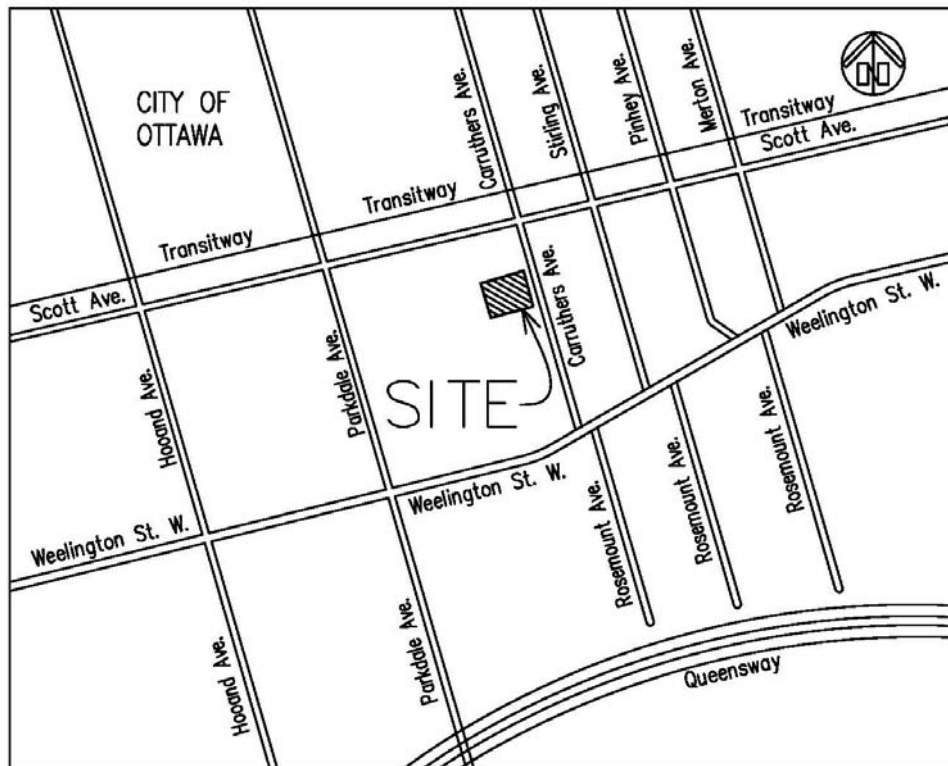 CITY OF
OTTAWA
Carruthers Ave.
Stirling Ave.
Pinhey Ave.
Merton Ave.
N
Transitway
Scott Ave.
Transitway
Transitway
Scott Ave.
Carruthers Ave.
Weelington St. W.
SITE
Hooand Ave.
Parkdale Ave.
Weelington St. W.
Rosemount Ave.
Rosemount Ave.
Rosemount Ave.
Weelington St. W.
Hooand Ave.
Parkdale Ave.
Queensway